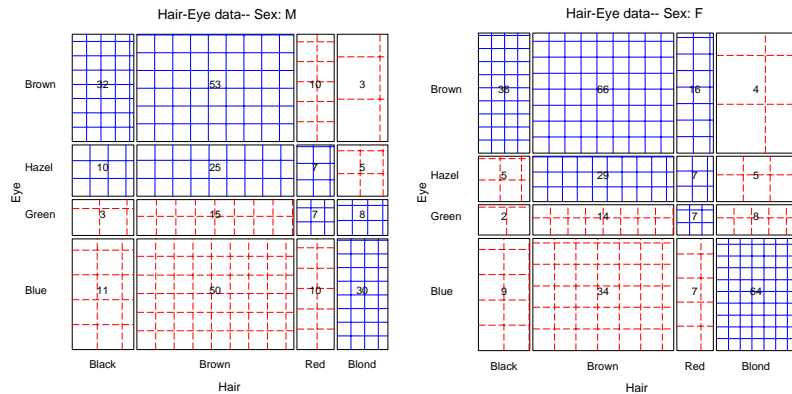 Hair-Eye data-- Sex: M
Brown 32 53 10 3
Hazel 10 25 7 5
Green 3 15 7 8
Blue 11 50 10 30
Eye
Black Brown Red Blond
Hair
Hair-Eye data-- Sex: F
Brown 36 66 16 4
Hazel 5 29 7 5
Green 2 14 7 8
Blue 9 34 7 64
Eye
Black Brown Red Blond
Hair